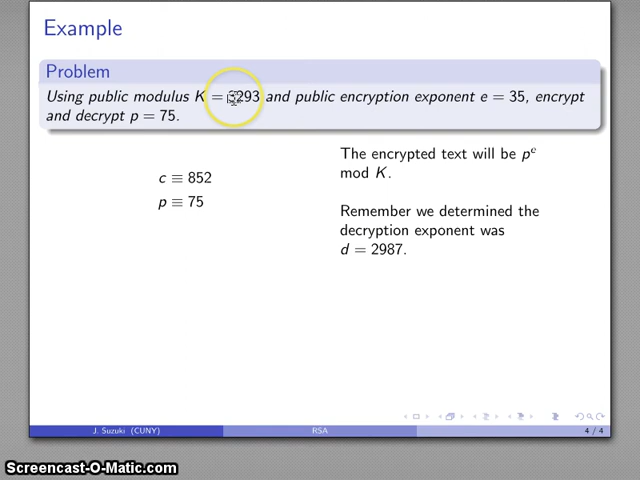 Example
Problem
Using public modulus K = 3293 and public encryption exponent e = 35, encrypt
and decrypt p = 75.
c ≡ 852
p ≡ 75
The encrypted text will be pᵉ
mod K.
Remember we determined the
decryption exponent was
d = 2987.
J. Suzuki (CUNY) RSA 4 / 4
Screencast-O-Matic.com